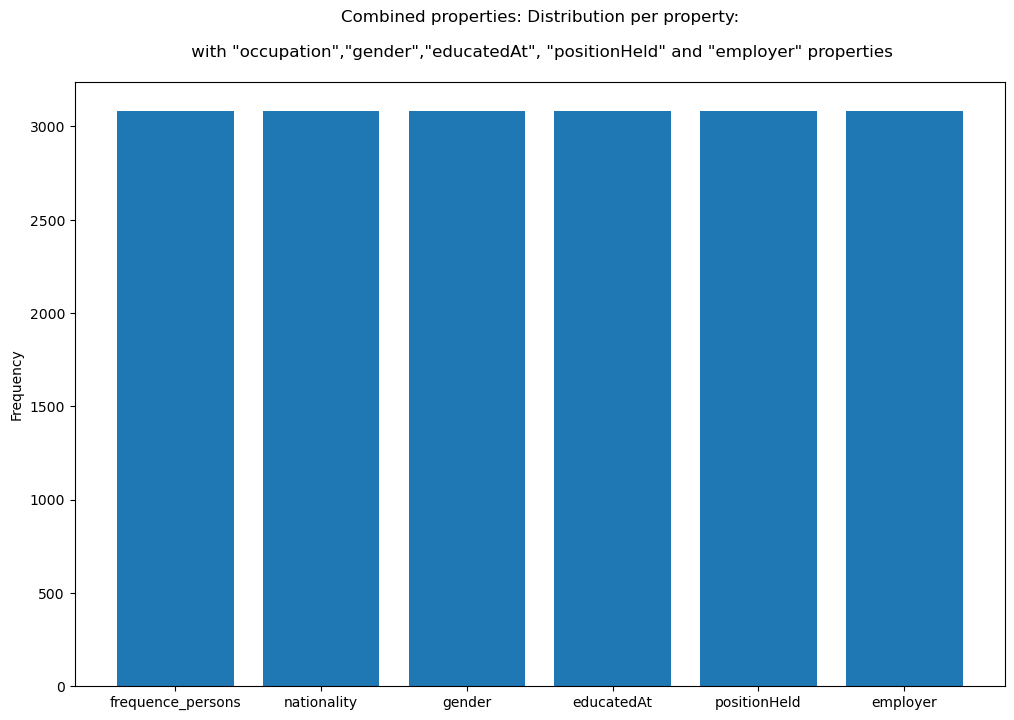 Combined properties: Distribution per property:
with "occupation","gender","educatedAt", "positionHeld" and "employer" properties
3000
2500
2000
1500
1000
500
0
Frequency
frequence_persons nationality gender educatedAt positionHeld employer